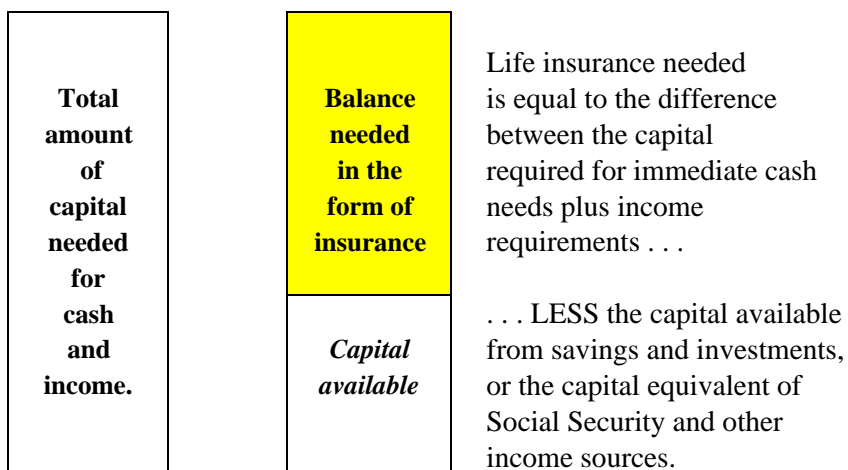 Total
amount
of
capital
needed
for
cash
and
income.
Balance
needed
in the
form of
insurance
Capital
available
Life insurance needed
is equal to the difference
between the capital
required for immediate cash
needs plus income
requirements . . .
. . . LESS the capital available
from savings and investments,
or the capital equivalent of
Social Security and other
income sources.